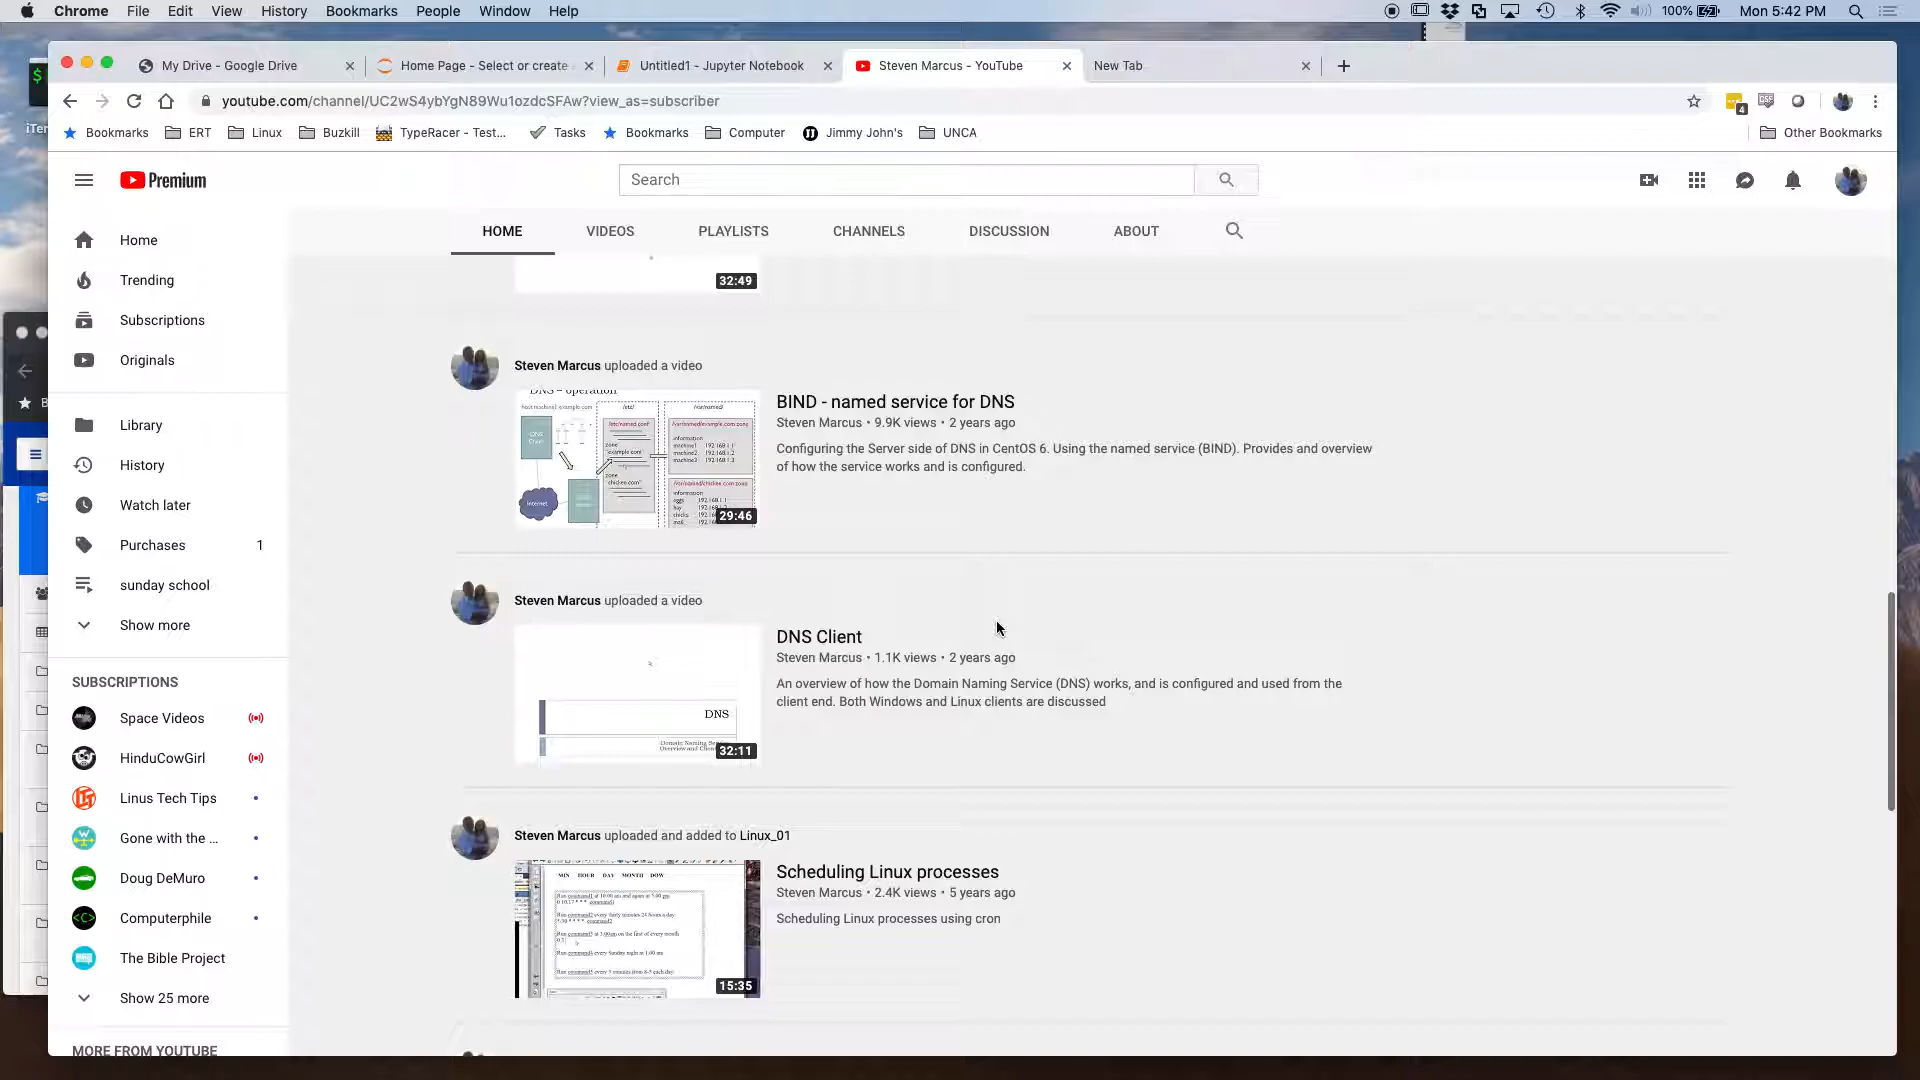 Chrome File Edit View History Bookmarks People Window Help 100% Mon 5:42 PM
My Drive - Google Drive Home Page - Select or create Untitled1 - Jupyter Notebook Steven Marcus - YouTube New Tab
youtube.com/channel/UC2wS4ybYgN89Wu1ozdcSFAw?view_as=subscriber
Bookmarks ERT Linux Buzkill TypeRacer - Test... Tasks Bookmarks Computer Jimmy John's UNCA Other Bookmarks
Premium
Search
HOME VIDEOS PLAYLISTS CHANNELS DISCUSSION ABOUT
Home
Trending
Subscriptions
Originals
Library
History
Watch later
Purchases 1
sunday school
Show more
SUBSCRIPTIONS
Space Videos
HinduCowGirl
Linus Tech Tips
Gone with the ...
Doug DeMuro
Computerphile
The Bible Project
Show 25 more
MORE FROM YOUTUBE
32:49
Steven Marcus uploaded a video
29:46
BIND - named service for DNS
Steven Marcus • 9.9K views • 2 years ago
Configuring the Server side of DNS in CentOS 6. Using the named service (BIND). Provides and overview
of how the service works and is configured.
Steven Marcus uploaded a video
DNS
32:11
DNS Client
Steven Marcus • 1.1K views • 2 years ago
An overview of how the Domain Naming Service (DNS) works, and is configured and used from the
client end. Both Windows and Linux clients are discussed
Steven Marcus uploaded and added to Linux_01
MIN HOUR DAY MONTH DOW
15:35
Scheduling Linux processes
Steven Marcus • 2.4K views • 5 years ago
Scheduling Linux processes using cron